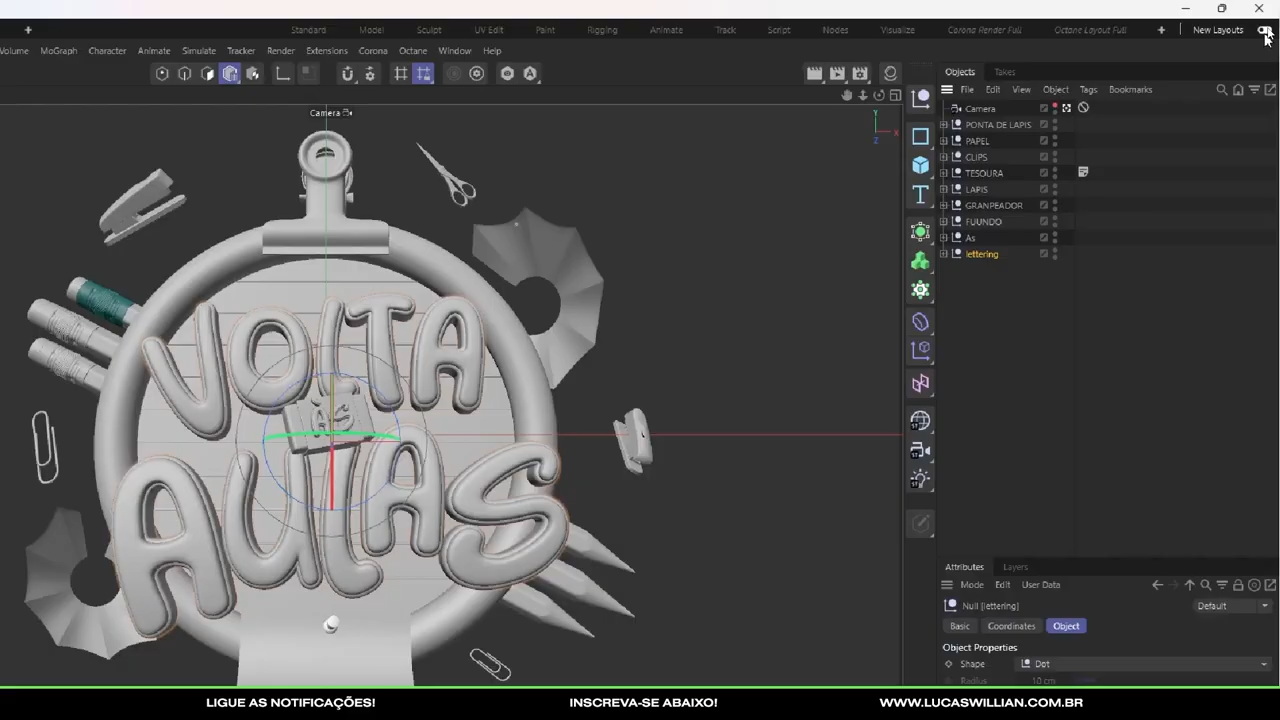 Standard Model Sculpt UV Edit Paint Rigging Animate Track Script Nodes Visualize Corona Render Full Octane Layout Full New Layouts
Volume MoGraph Character Animate Simulate Tracker Render Extensions Corona Octane Window Help
Objects Takes
File Edit View Object Tags Bookmarks
Camera
Y
X
Z
Camera
PONTA DE LAPIS
PAPEL
CLIPS
TESOURA
LAPIS
GRANPEADOR
FUUNDO
As
lettering
VOLTA
ÀS
AULAS
Attributes Layers
Mode Edit User Data
Null [lettering] Default
Basic Coordinates Object
Object Properties
Shape Dot
Radius 10 cm
LIGUE AS NOTIFICAÇÕES! INSCREVA-SE ABAIXO! WWW.LUCASWILLIAN.COM.BR